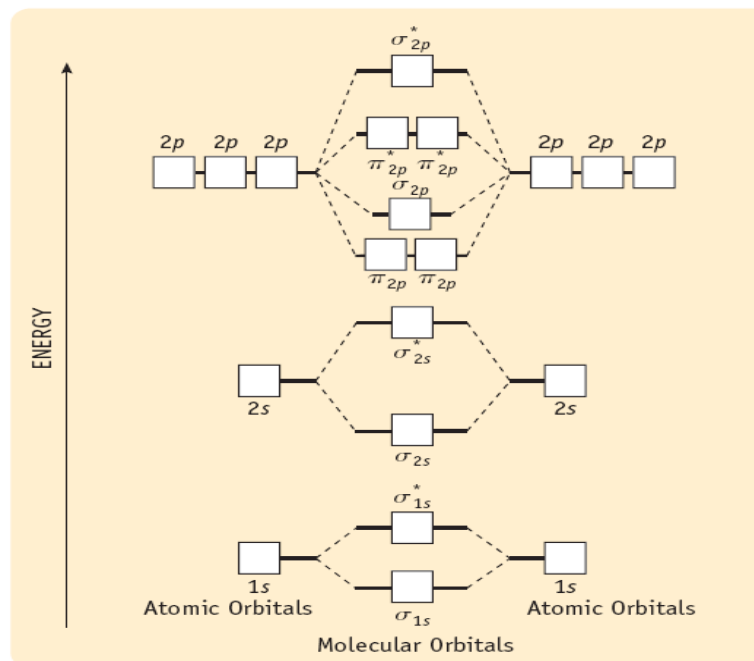 σ*2p
2p 2p 2p
π*2p π*2p
2p 2p 2p
σ2p
π2p π2p
ENERGY
σ*2s
2s
2s
σ2s
σ*1s
1s
1s
Atomic Orbitals
σ1s
Atomic Orbitals
Molecular Orbitals